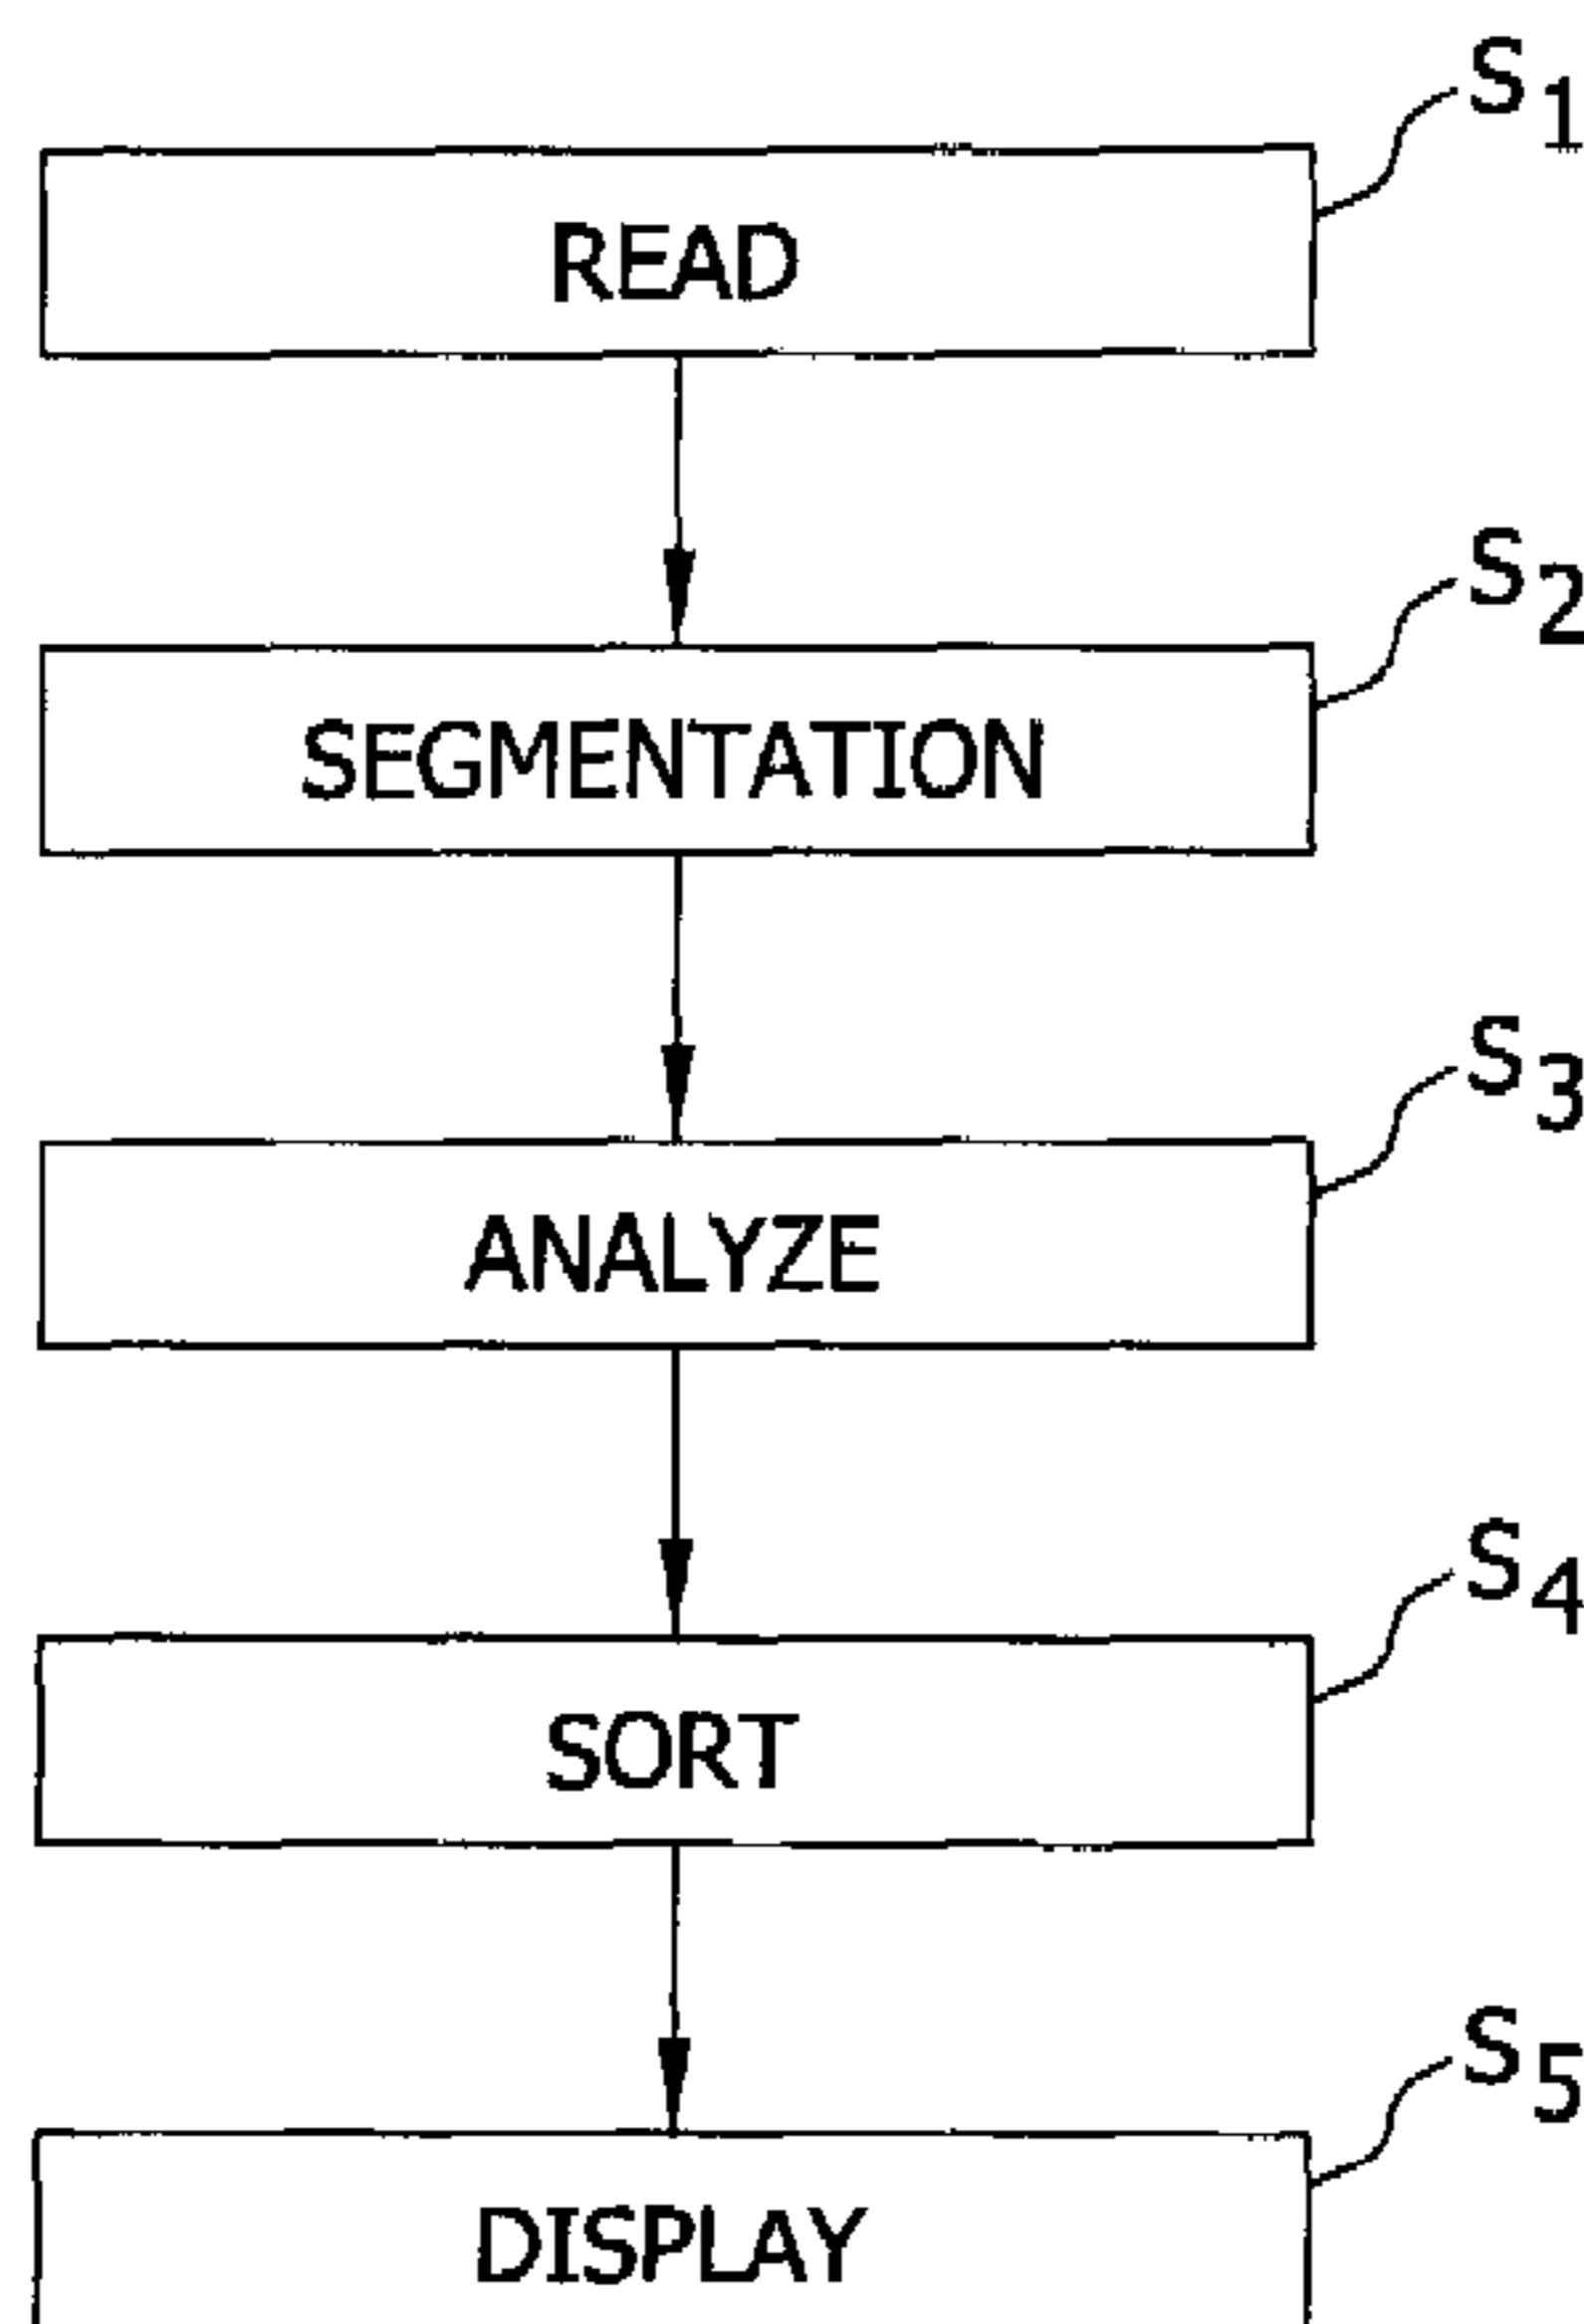 S1
READ
S2
SEGMENTATION
S3
ANALYZE
S4
SORT
S5
DISPLAY